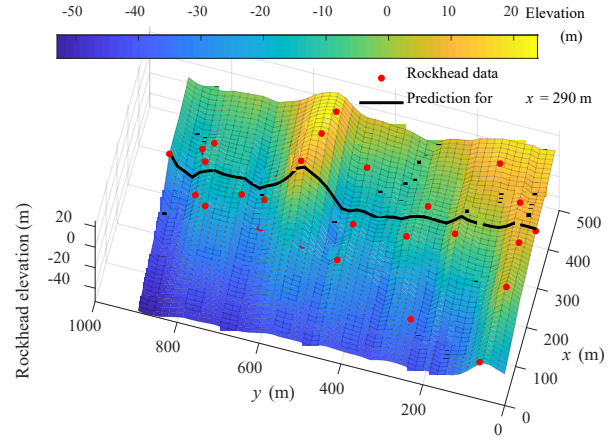 -50 -40 -30 -20 -10 0 10 20 Elevation
(m)
Rockhead data
Prediction for x = 290 m
20
0
-20
-40
Rockhead elevation (m)
1000
800
600
400
200
0
y (m)
500
400
300
200
100
0
x (m)